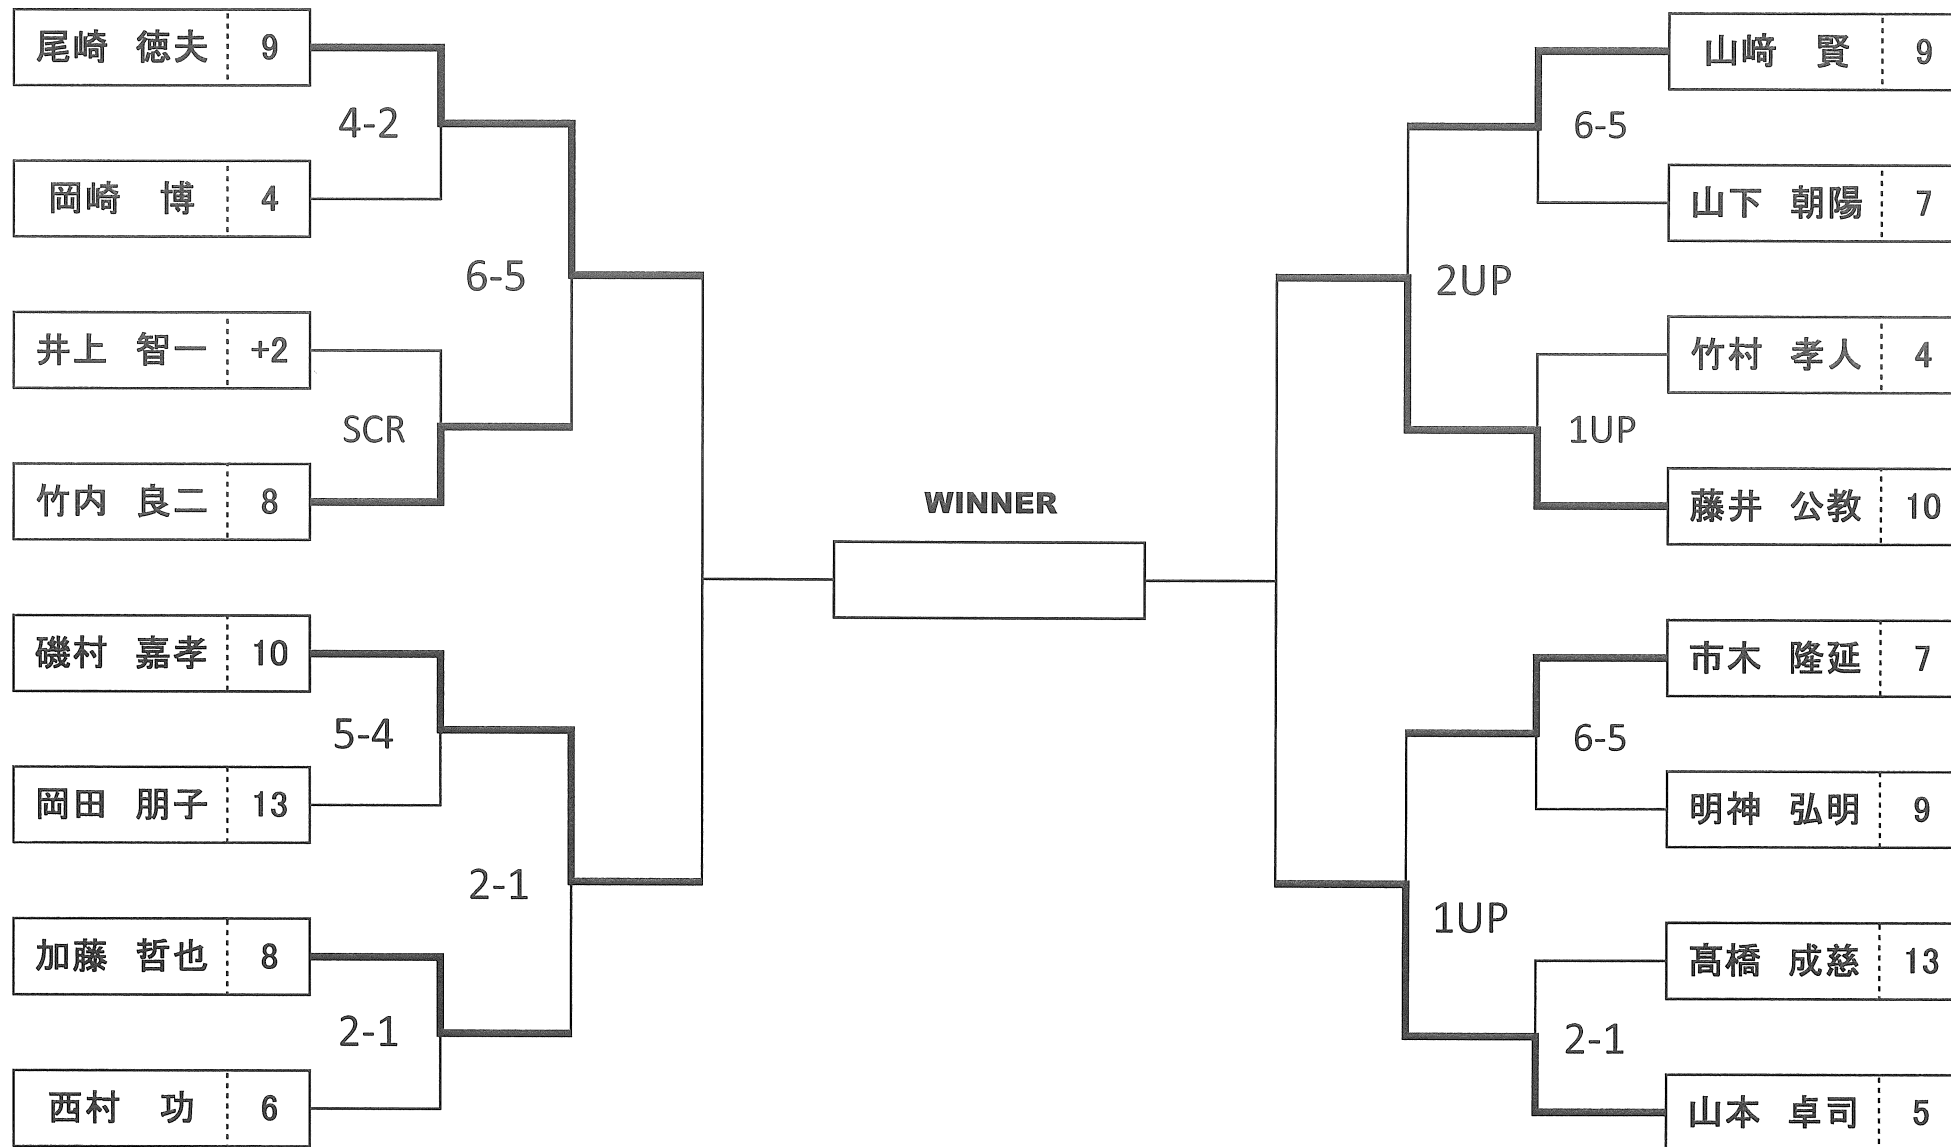 尾崎 徳夫 9
4-2
岡崎 博 4
6-5
井上 智一 +2
SCR
竹内 良二 8
磯村 嘉孝 10
5-4
岡田 朋子 13
2-1
加藤 哲也 8
2-1
西村 功 6
WINNER
山﨑 賢 9
6-5
山下 朝陽 7
2UP
竹村 孝人 4
1UP
藤井 公教 10
市木 隆延 7
6-5
明神 弘明 9
1UP
髙橋 成慈 13
2-1
山本 卓司 5